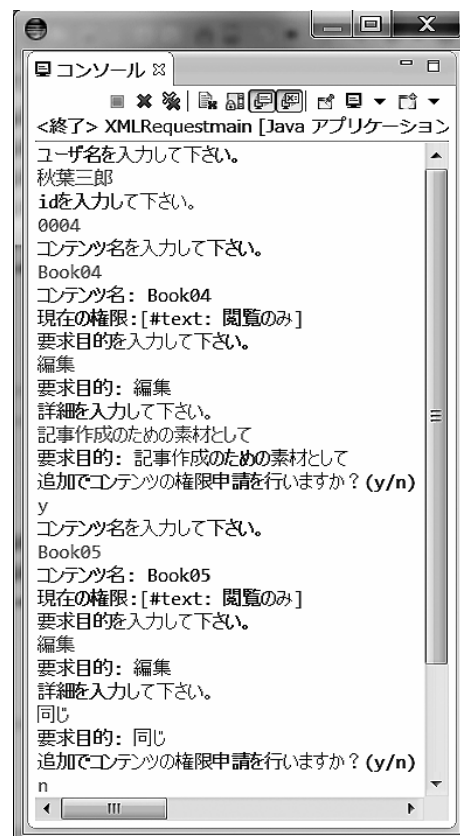 コンソール
<終了> XMLRequestmain [Java アプリケーション
ユーザ名を入力して下さい。
秋葉三郎
idを入力して下さい。
0004
コンテンツ名を入力して下さい。
Book04
コンテンツ名: Book04
現在の権限:[#text: 閲覧のみ]
要求目的を入力して下さい。
編集
要求目的: 編集
詳細を入力して下さい。
記事作成のための素材として
要求目的: 記事作成のための素材として
追加でコンテンツの権限申請を行いますか？(y/n)
y
コンテンツ名を入力して下さい。
Book05
コンテンツ名: Book05
現在の権限:[#text: 閲覧のみ]
要求目的を入力して下さい。
編集
要求目的: 編集
詳細を入力して下さい。
同じ
要求目的: 同じ
追加でコンテンツの権限申請を行いますか？(y/n)
n